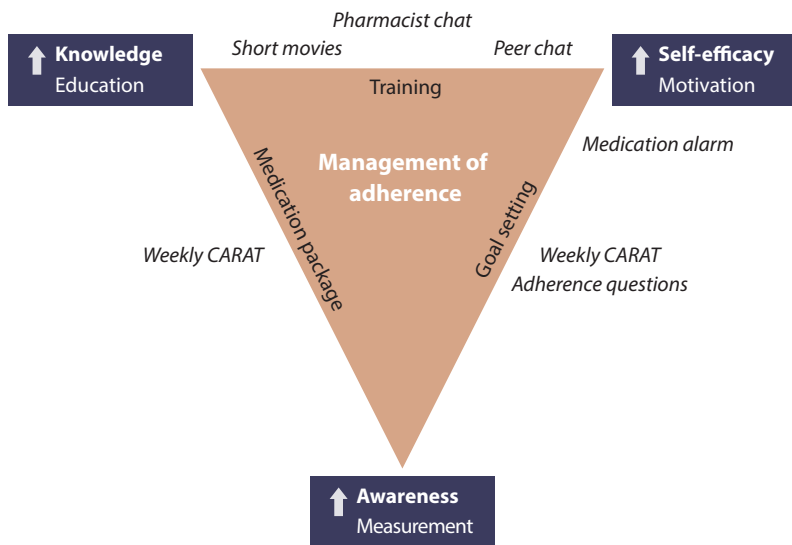 Pharmacist chat
Short movies
Peer chat
Knowledge
Education
Self-efficacy
Motivation
Training
Medication alarm
Management of
adherence
Medication package
Goal setting
Weekly CARAT
Weekly CARAT
Adherence questions
Awareness
Measurement